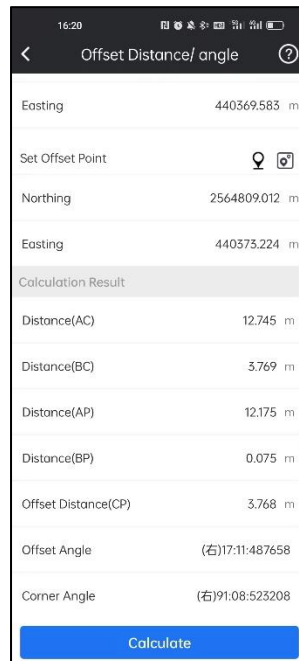 16:20
Offset Distance/ angle
Easting 440369.583 m
Set Offset Point
Northing 2564809.012 m
Easting 440373.224 m
Calculation Result
Distance(AC) 12.745 m
Distance(BC) 3.769 m
Distance(AP) 12.175 m
Distance(BP) 0.075 m
Offset Distance(CP) 3.768 m
Offset Angle (右)17:11:487658
Corner Angle (右)91:08:523208
Calculate